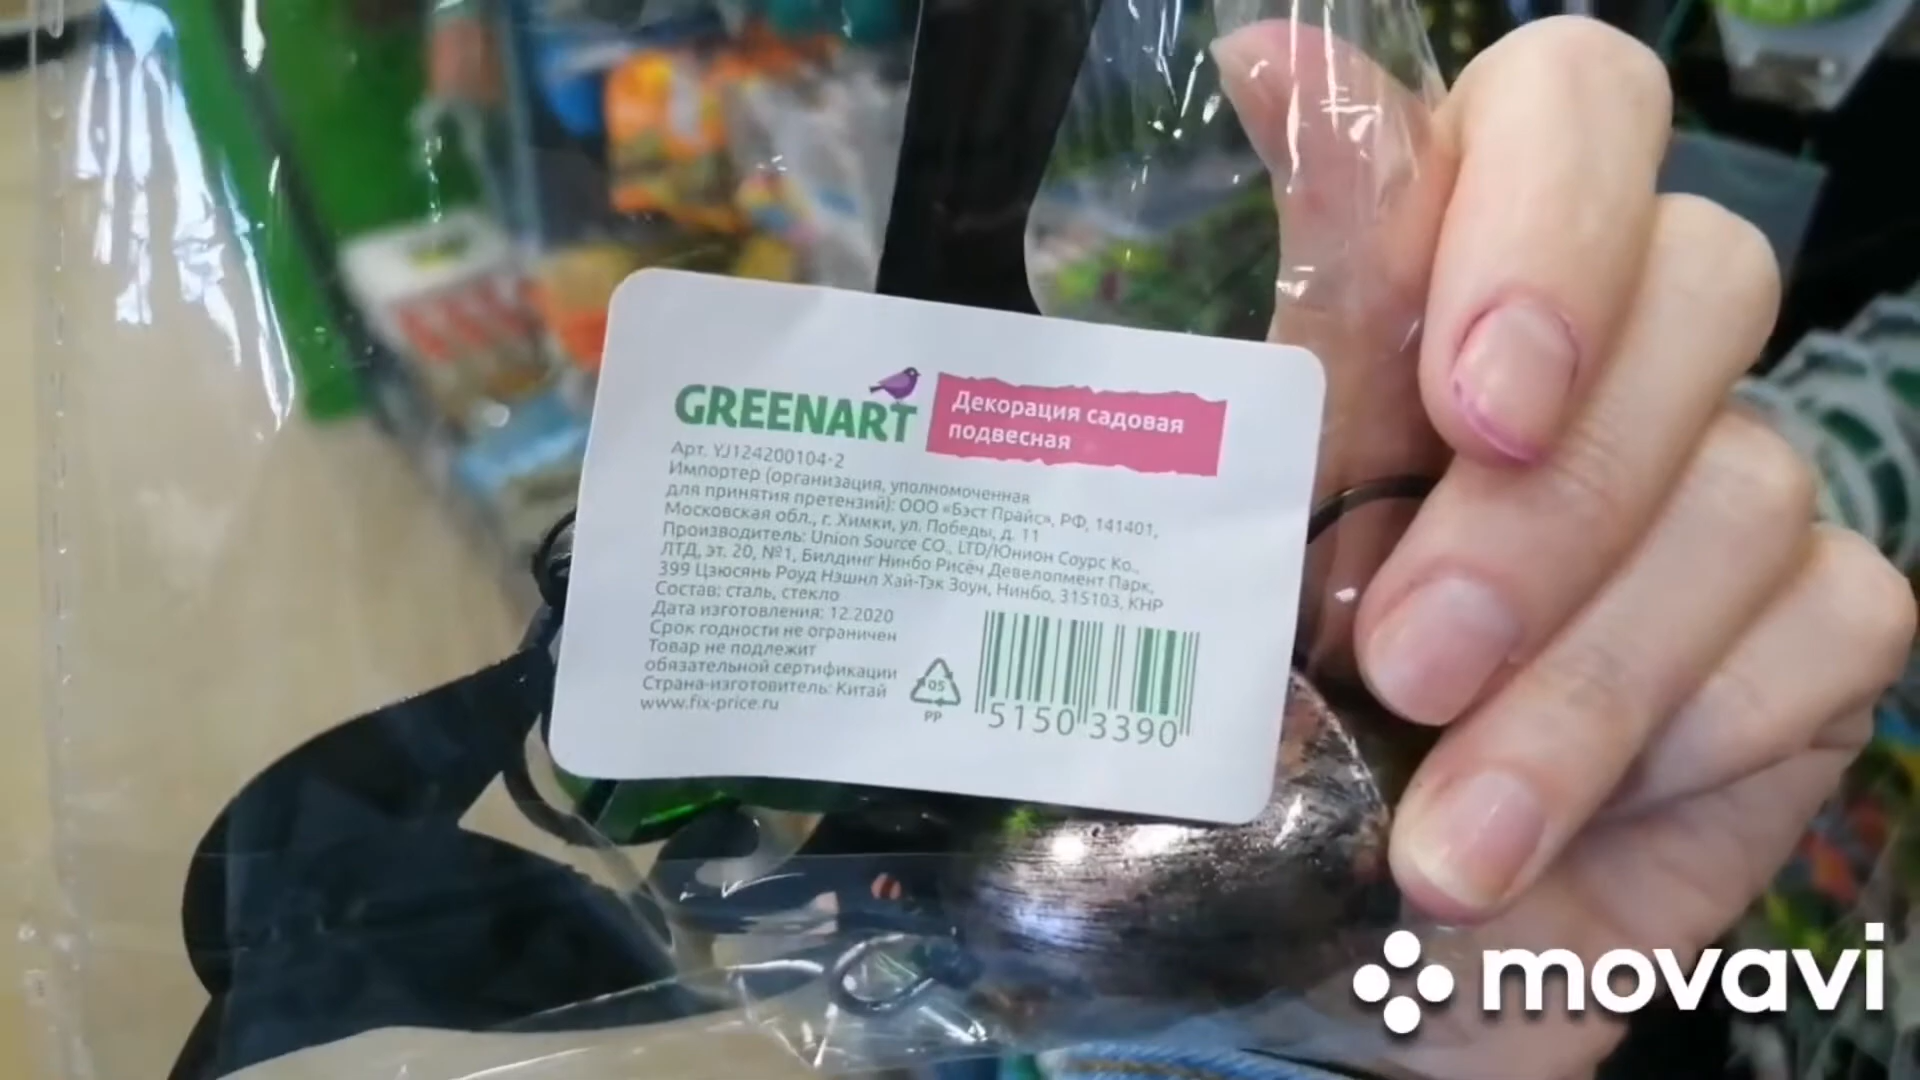 GREENART
Декорация садовая
подвесная
Арт. YJ124200104-2
Импортер (организация, уполномоченная
для принятия претензий): ООО «Бэст Прайс», РФ, 141401,
Московская обл., г. Химки, ул. Победы, д. 11
Производитель: Union Source CO., LTD/Юнион Соурс Ко.,
ЛТД, эт. 20, №1, Билдинг Нинбо Рисёч Девелопмент Парк,
399 Цзюсянь Роуд Нэшнл Хай-Тэк Зоун, Нинбо, 315103, КНР
Состав: сталь, стекло
Дата изготовления: 12.2020
Срок годности не ограничен
Товар не подлежит
обязательной сертификации
Страна-изготовитель: Китай
www.fix-price.ru
05
PP
5150 3390
movavi